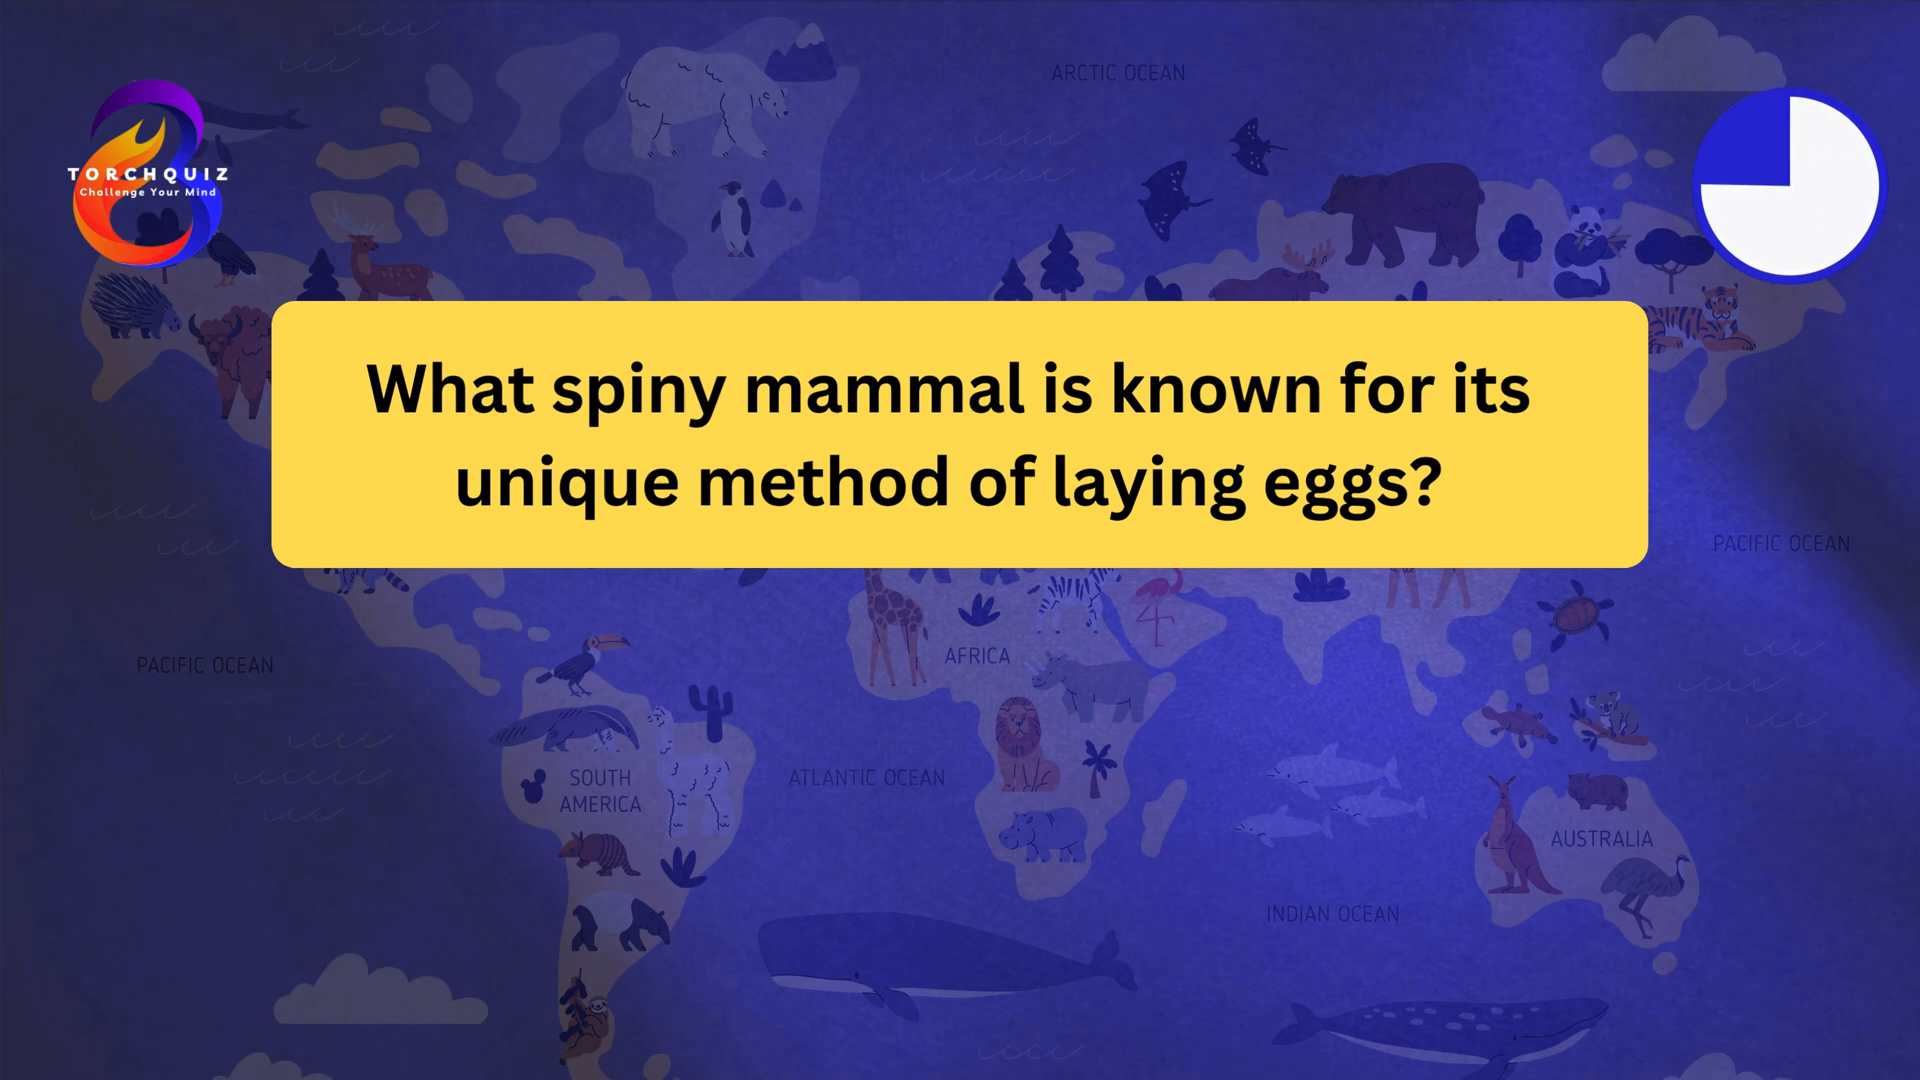 ARCTIC OCEAN
TORCHQUIZ
Challenge Your Mind
What spiny mammal is known for its
unique method of laying eggs?
PACIFIC OCEAN
AFRICA
PACIFIC OCEAN
SOUTH
AMERICA
ATLANTIC OCEAN
AUSTRALIA
INDIAN OCEAN